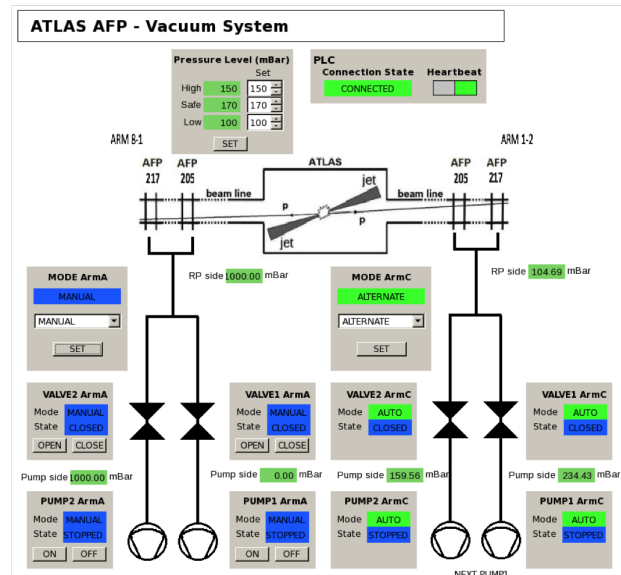 ATLAS AFP - Vacuum System
Pressure Level (mBar)
Set
High 150 150
Safe 170 170
Low 100 100
SET
PLC
Connection State Heartbeat
CONNECTED
ARM 8-1
ATLAS
ARM 1-2
AFP AFP
217 205
beam line
jet
p
p
jet
beam line
AFP AFP
205 217
RP side 1000.00 mBar
RP side 104.69 mBar
MODE ArmA
MANUAL
MANUAL
SET
MODE ArmC
ALTERNATE
ALTERNATE
SET
VALVE2 ArmA
Mode MANUAL
State CLOSED
OPEN CLOSE
VALVE1 ArmA
Mode MANUAL
State CLOSED
OPEN CLOSE
VALVE2 ArmC
Mode AUTO
State CLOSED
VALVE1 ArmC
Mode AUTO
State CLOSED
Pump side 1000.00 mBar
Pump side 0.00 mBar
Pump side 159.56 mBar
Pump side 234.43 mBar
PUMP2 ArmA
Mode MANUAL
State STOPPED
ON OFF
PUMP1 ArmA
Mode MANUAL
State STOPPED
ON OFF
PUMP2 ArmC
Mode AUTO
State STOPPED
PUMP1 ArmC
Mode AUTO
State STOPPED
NEXT PUMP1